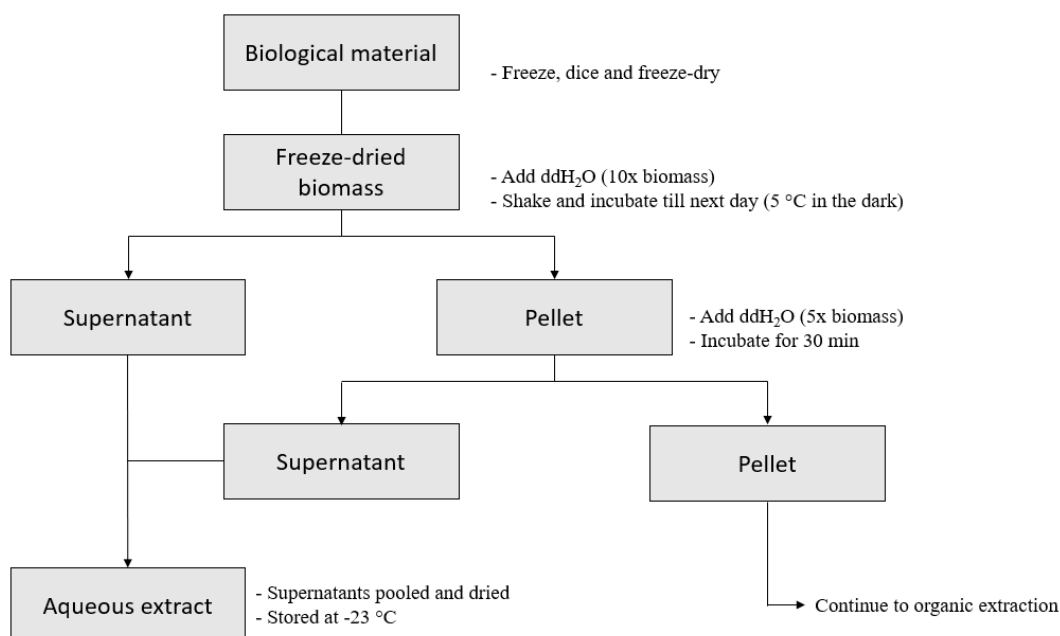 Biological material
- Freeze, dice and freeze-dry
Freeze-dried
biomass
- Add ddH₂O (10x biomass)
- Shake and incubate till next day (5 °C in the dark)
Supernatant
Pellet
- Add ddH₂O (5x biomass)
- Incubate for 30 min
Supernatant
Pellet
Aqueous extract
- Supernatants pooled and dried
- Stored at -23 °C
Continue to organic extraction